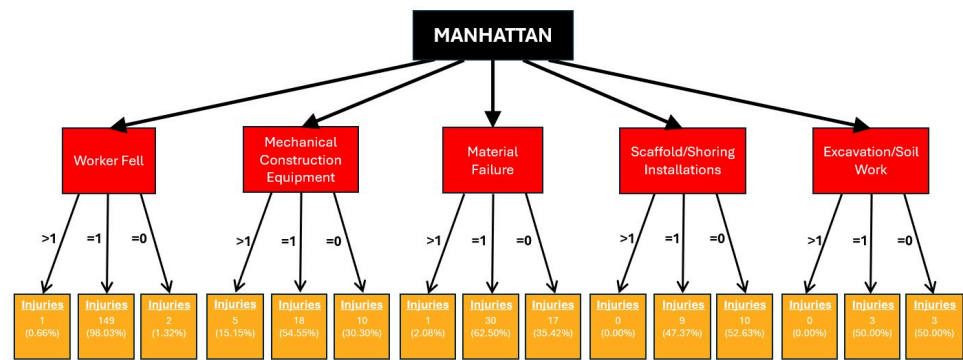 MANHATTAN
Worker Fell
Mechanical
Construction
Equipment
Material
Failure
Scaffold/Shoring
Installations
Excavation/Soil
Work
>1 =1 =0
>1 =1 =0
>1 =1 =0
>1 =1 =0
>1 =1 =0
Injuries
1
(0.66%)
Injuries
149
(98.03%)
Injuries
2
(1.32%)
Injuries
5
(15.15%)
Injuries
18
(54.55%)
Injuries
10
(30.30%)
Injuries
1
(2.08%)
Injuries
30
(62.50%)
Injuries
17
(35.42%)
Injuries
0
(0.00%)
Injuries
9
(47.37%)
Injuries
10
(52.63%)
Injuries
0
(0.00%)
Injuries
3
(50.00%)
Injuries
3
(50.00%)